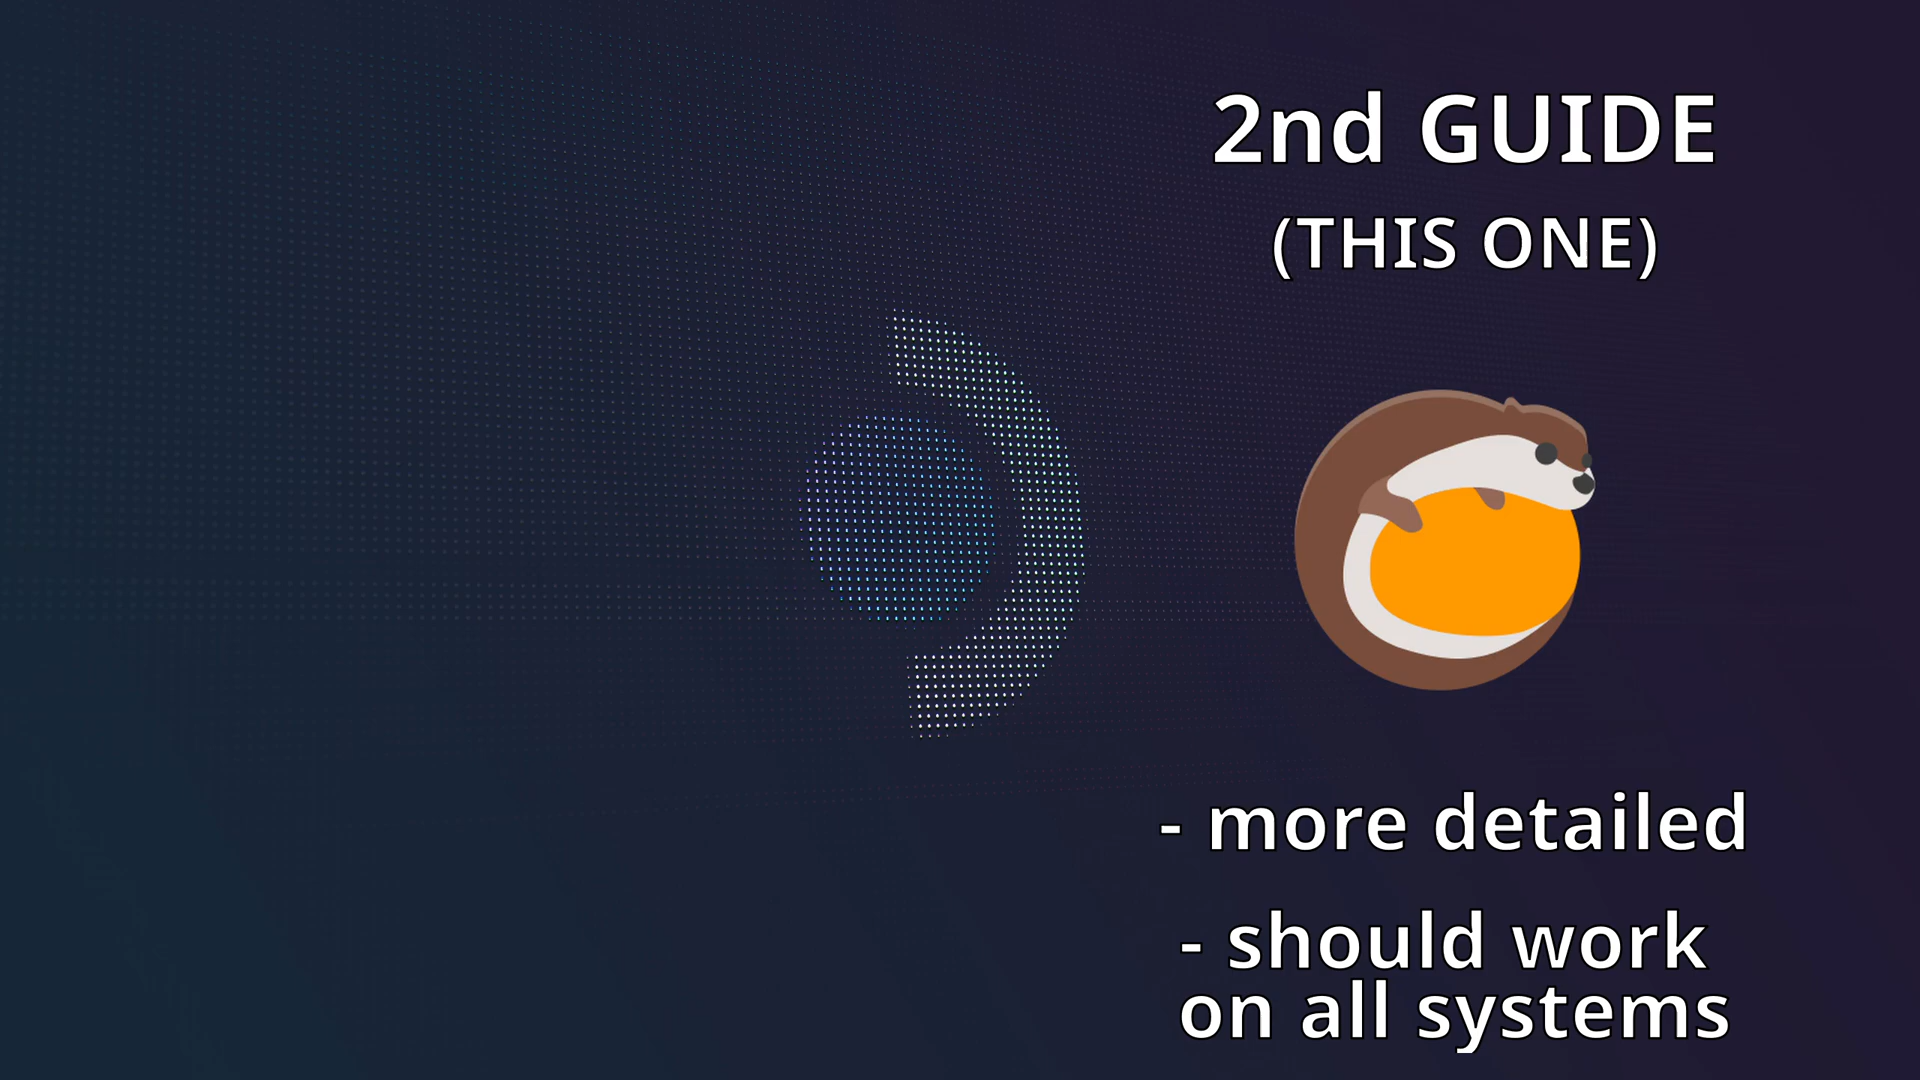 2nd GUIDE
(THIS ONE)
- more detailed
- should work
on all systems